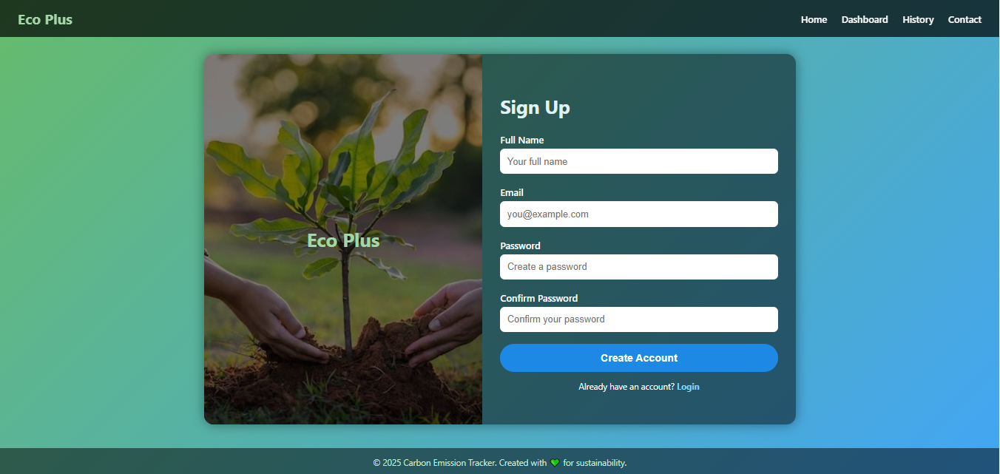 Eco Plus
Home Dashboard History Contact
Eco Plus
Sign Up
Full Name
Your full name
Email
you@example.com
Password
Create a password
Confirm Password
Confirm your password
Create Account
Already have an account? Login
© 2025 Carbon Emission Tracker. Created with 💚 for sustainability.